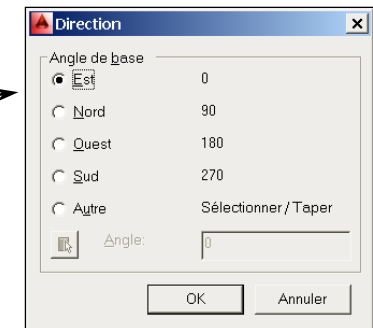 Direction
Angle de base
Est 0
Nord 90
Ouest 180
Sud 270
Autre Sélectionner / Taper
Angle: 0
OK Annuler